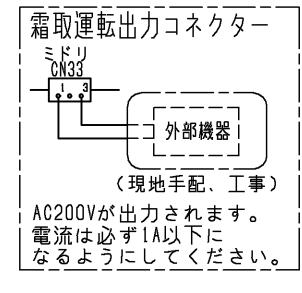 霜取運転出力コネクター
ミドリ
CN33
1 3
外部機器
(現地手配、工事)
AC200Vが出力されます。
電流は必ず1A以下に
なるようにしてください。